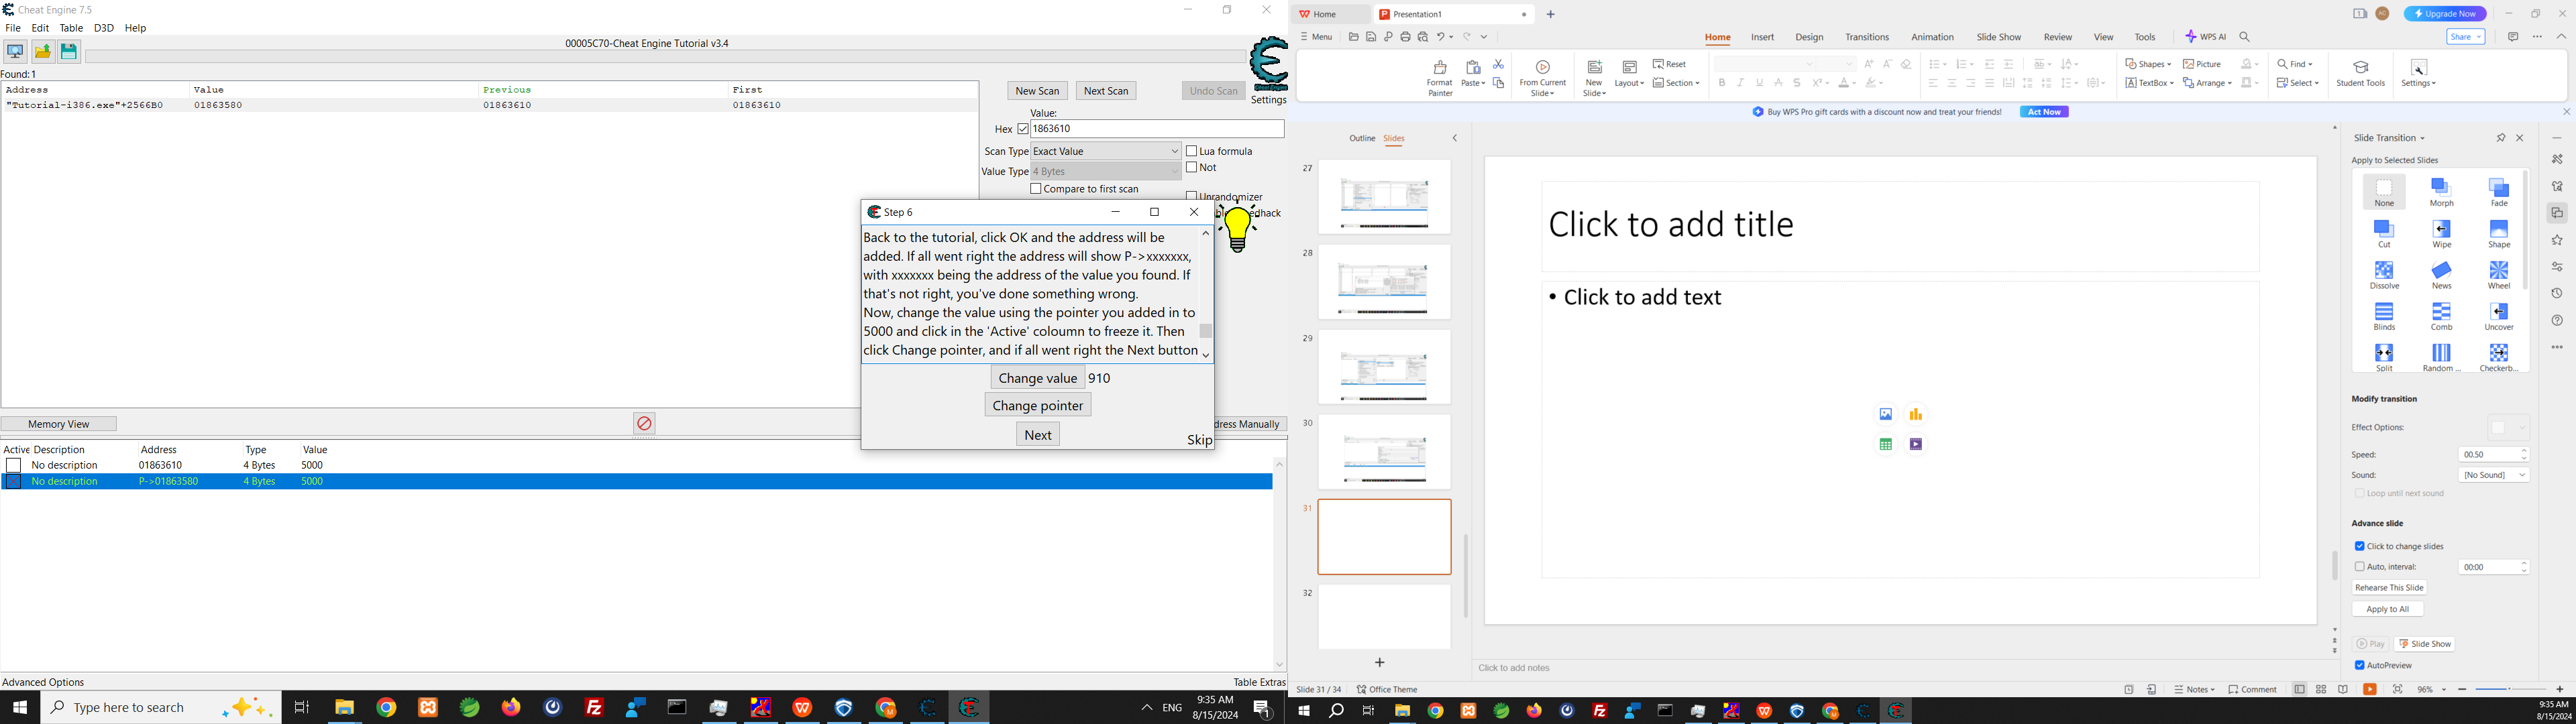 Cheat Engine 7.5
File Edit Table D3D Help
00005C70-Cheat Engine Tutorial v3.4
Found: 1
Address Value Previous First
"Tutorial-i386.exe"+2566B0 01863580 01863610 01863610
New Scan Next Scan Undo Scan
Settings
Value:
Hex 1863610
Scan Type Exact Value Lua formula
Value Type 4 Bytes Not
Compare to first scan
Unrandomizer
Step 6
Back to the tutorial, click OK and the address will be
added. If all went right the address will show P->xxxxxxx,
with xxxxxxx being the address of the value you found. If
that's not right, you've done something wrong.
Now, change the value using the pointer you added in to
5000 and click in the 'Active' coloumn to freeze it. Then
click Change pointer, and if all went right the Next button
Change value 910
Change pointer
Next
Skip
Memory View
dress Manually
Active Description Address Type Value
No description 01863610 4 Bytes 5000
No description P->01863580 4 Bytes 5000
Advanced Options Table Extras
Type here to search
ENG
9:35 AM
8/15/2024
1
Home Presentation1 Upgrade Now
Menu
Home Insert Design Transitions Animation Slide Show Review View Tools WPS AI
Share
Format
Painter
Paste
From Current
Slide
New
Slide
Layout
Reset
Section
Shapes Picture
TextBox Arrange
Find
Select
Student Tools
Settings
Buy WPS Pro gift cards with a discount now and treat your friends! Act Now
Outline Slides
27
28
29
30
31
32
Click to add title
• Click to add text
Click to add notes
Slide Transition
Apply to Selected Slides
None Morph Fade
Cut Wipe Shape
Dissolve News Wheel
Blinds Comb Uncover
Split Random ... Checkerb...
Modify transition
Effect Options:
Speed: 00.50
Sound: [No Sound]
Loop until next sound
Advance slide
Click to change slides
Auto, interval: 00:00
Rehearse This Slide
Apply to All
Play Slide Show
AutoPreview
Slide 31 / 34 Office Theme
Notes Comment 96%
9:35 AM
8/15/2024